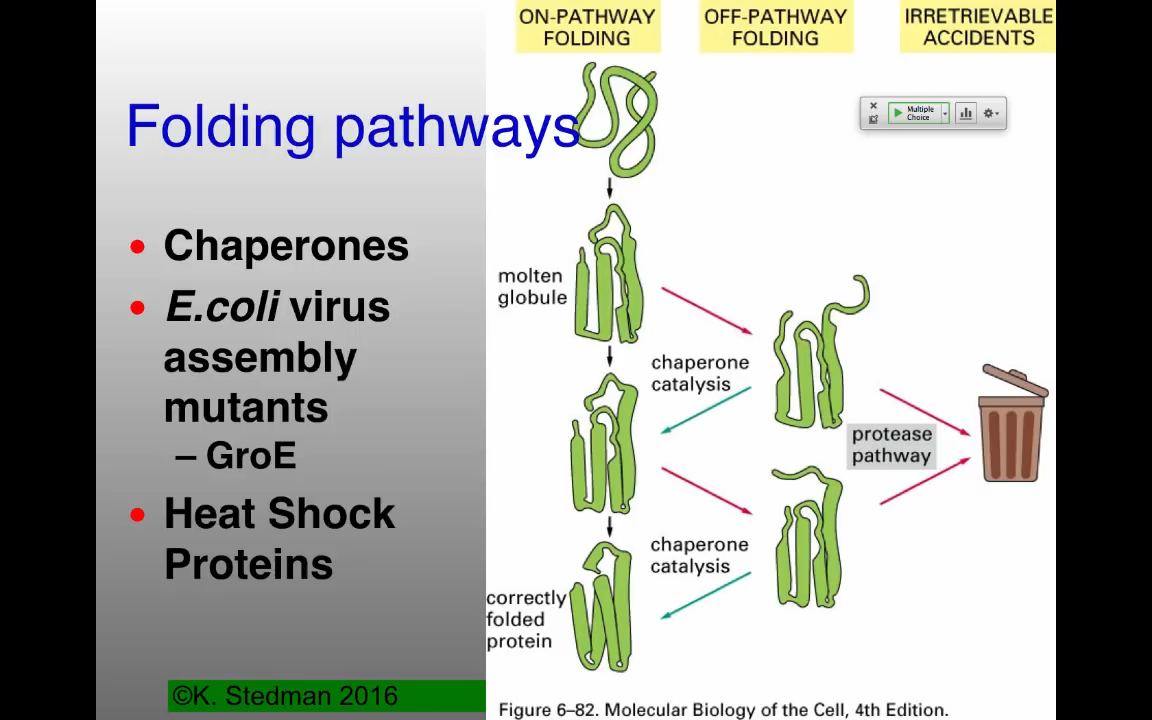 ON-PATHWAY
FOLDING
OFF-PATHWAY
FOLDING
IRRETRIEVABLE
ACCIDENTS
Multiple
Choice
Folding pathways
• Chaperones
• E.coli virus
assembly
mutants
– GroE
• Heat Shock
Proteins
molten
globule
chaperone
catalysis
protease
pathway
chaperone
catalysis
correctly
folded
protein
©K. Stedman 2016
Figure 6–82. Molecular Biology of the Cell, 4th Edition.